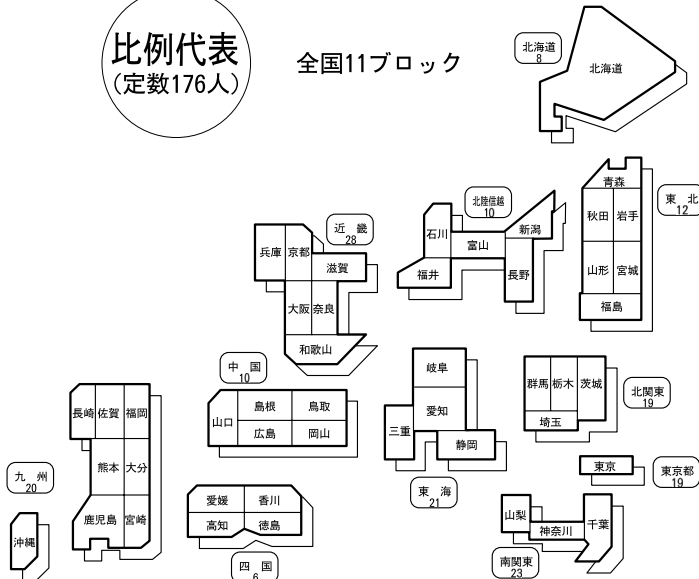 比例代表
(定数176人)
全国11ブロック
北海道
8
北海道
東北
12
青森
秋田 岩手
山形 宮城
福島
北陸信越
10
石川
新潟
富山
福井
長野
近畿
28
兵庫 京都
滋賀
大阪 奈良
和歌山
中国
10
島根 鳥取
山口
広島 岡山
岐阜
愛知
三重
静岡
東海
21
群馬 栃木 茨城
埼玉
北関東
19
東京
東京都
19
山梨
千葉
神奈川
南関東
23
長崎 佐賀 福岡
熊本 大分
鹿児島 宮崎
九州
20
沖縄
愛媛 香川
高知 徳島
四国
6